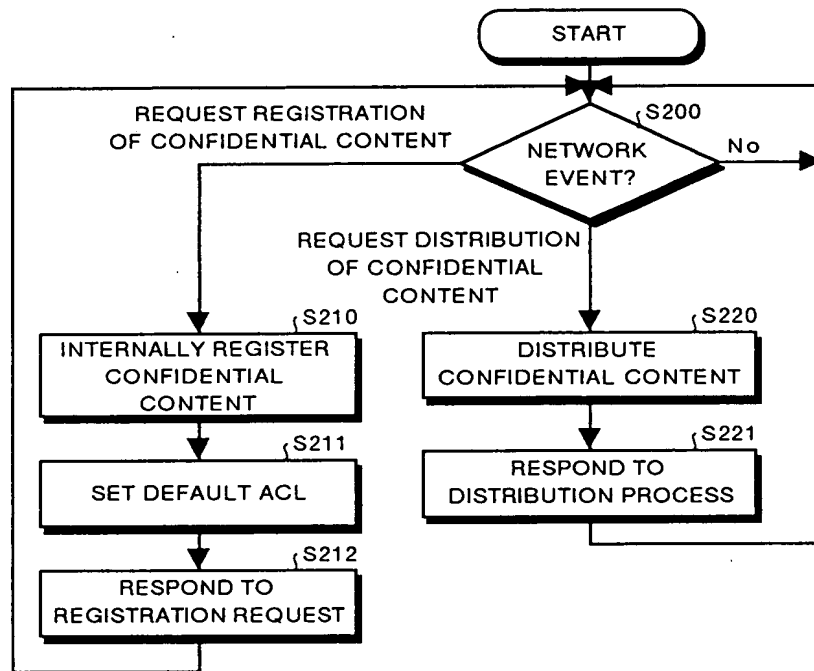 START
REQUEST REGISTRATION
OF CONFIDENTIAL CONTENT
S200
NETWORK
EVENT?
No
REQUEST DISTRIBUTION
OF CONFIDENTIAL
CONTENT
S210
INTERNALLY REGISTER
CONFIDENTIAL
CONTENT
S211
SET DEFAULT ACL
S212
RESPOND TO
REGISTRATION REQUEST
S220
DISTRIBUTE
CONFIDENTIAL CONTENT
S221
RESPOND TO
DISTRIBUTION PROCESS